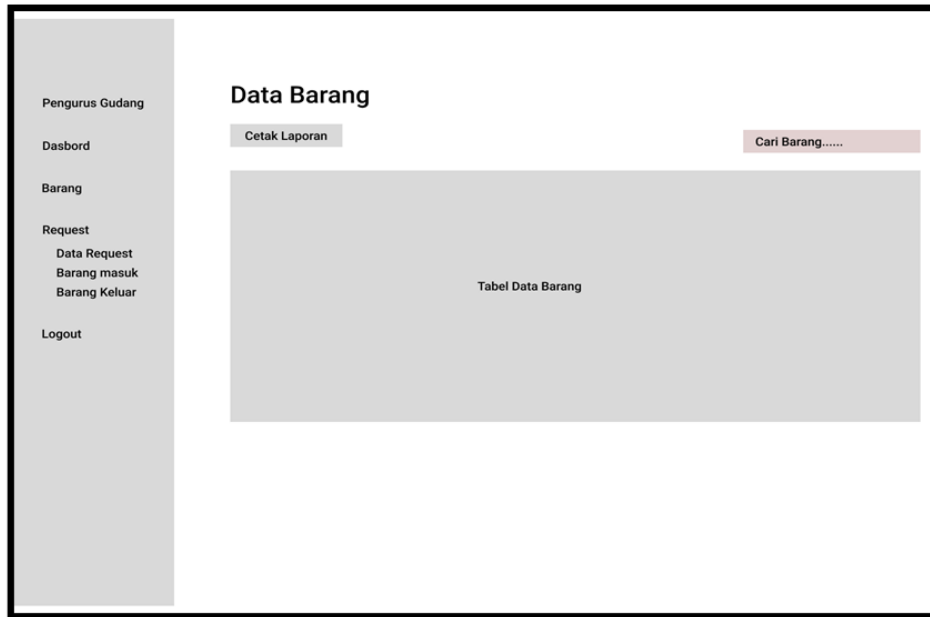 Pengurus Gudang
Dasbord
Barang
Request
Data Request
Barang masuk
Barang Keluar
Logout
Data Barang
Cetak Laporan
Cari Barang......
Tabel Data Barang